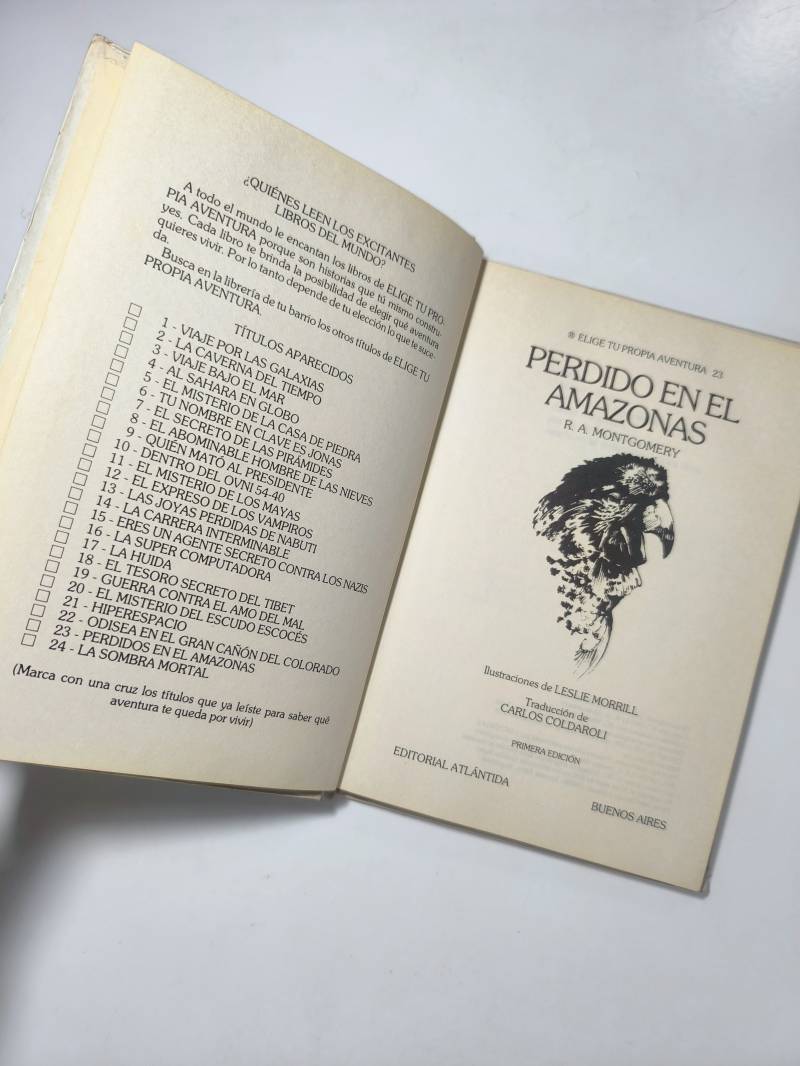 ¿QUIÉNES LEEN LOS EXCITANTES
LIBROS DEL MUNDO?
A todo el mundo le encantan los libros de ELIGE TU PRO-
PIA AVENTURA porque son historias que tú mismo constru-
yes. Cada libro te brinda la posibilidad de elegir qué aventura
quieres vivir. Por lo tanto depende de tu elección lo que te suce-
da.
Busca en la librería de tu barrio los otros títulos de ELIGE TU
PROPIA AVENTURA.
TÍTULOS APARECIDOS
1 - VIAJE POR LAS GALAXIAS
2 - LA CAVERNA DEL TIEMPO
3 - VIAJE BAJO EL MAR
4 - AL SAHARA EN GLOBO
5 - EL MISTERIO DE LA CASA DE PIEDRA
6 - TU NOMBRE EN CLAVE ES JONAS
7 - EL SECRETO DE LAS PIRÁMIDES
8 - EL ABOMINABLE HOMBRE DE LAS NIEVES
9 - QUIÉN MATÓ AL PRESIDENTE
10 - DENTRO DEL OVNI 54-40
11 - EL MISTERIO DE LOS MAYAS
12 - EL EXPRESO DE LOS VAMPIROS
13 - LAS JOYAS PERDIDAS DE NABUTI
14 - LA CARRERA INTERMINABLE
15 - ERES UN AGENTE SECRETO CONTRA LOS NAZIS
16 - LA SUPER COMPUTADORA
17 - LA HUIDA
18 - EL TESORO SECRETO DEL TIBET
19 - GUERRA CONTRA EL AMO DEL MAL
20 - EL MISTERIO DEL ESCUDO ESCOCÉS
21 - HIPERESPACIO
22 - ODISEA EN EL GRAN CAÑÓN DEL COLORADO
23 - PERDIDOS EN EL AMAZONAS
24 - LA SOMBRA MORTAL
(Marca con una cruz los títulos que ya leíste para saber qué
aventura te queda por vivir)
® ELIGE TU PROPIA AVENTURA 23
PERDIDO EN EL
AMAZONAS
R. A. MONTGOMERY
Ilustraciones de LESLIE MORRILL
Traducción de
CARLOS COLDAROLI
PRIMERA EDICIÓN
EDITORIAL ATLÁNTIDA
BUENOS AIRES